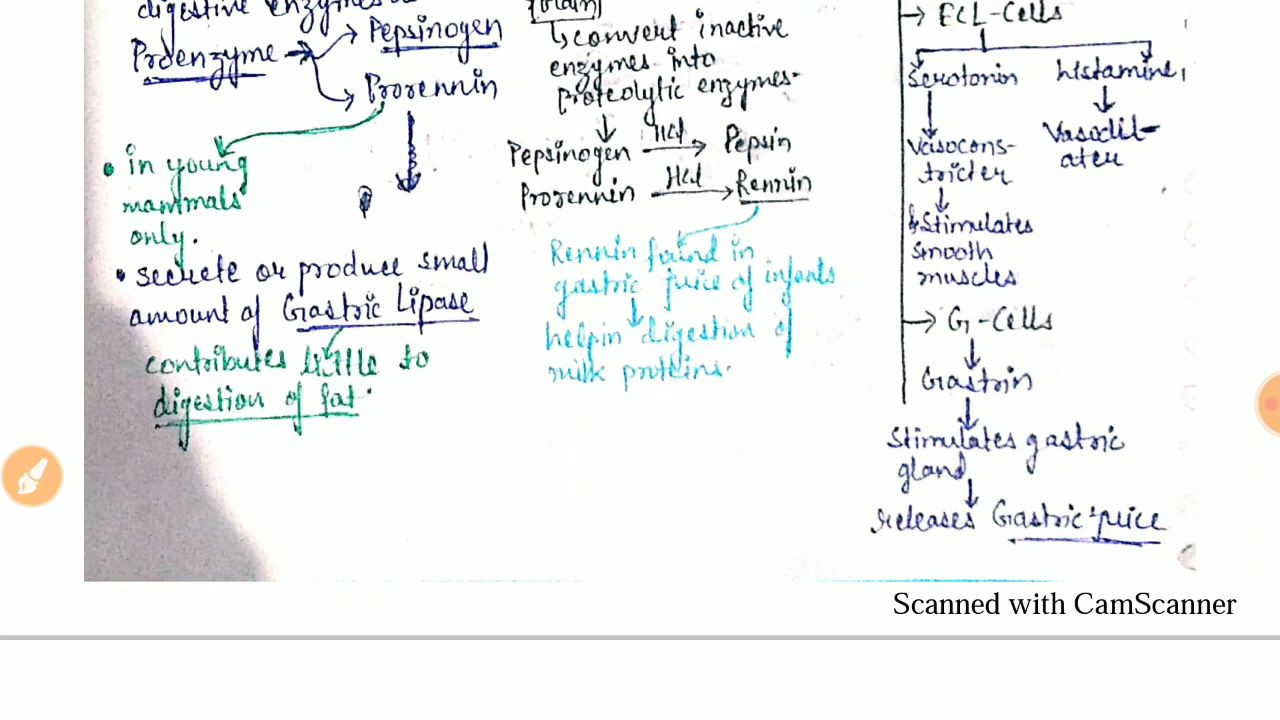 digestive enzymes
Proenzyme → Pepsinogen
→ Prorennin
• in young
mammals
only.
• secrete or produce small
amount of Gastric Lipase
contributes little to
digestion of fat.
↳ convert inactive
enzymes into
proteolytic enzymes.
Pepsinogen HCl→ Pepsin
Prorennin HCl→ Rennin
Rennin found in
gastric juice of infants
help in digestion of
milk proteins.
→ ECL-Cells
Serotonin histamine
Vasocons-
tricter
Vasodil-
ater
↳ Stimulates
smooth
muscles
→ G-Cells
Gastrin
Stimulates gastric
gland
releases Gastric juice
Scanned with CamScanner